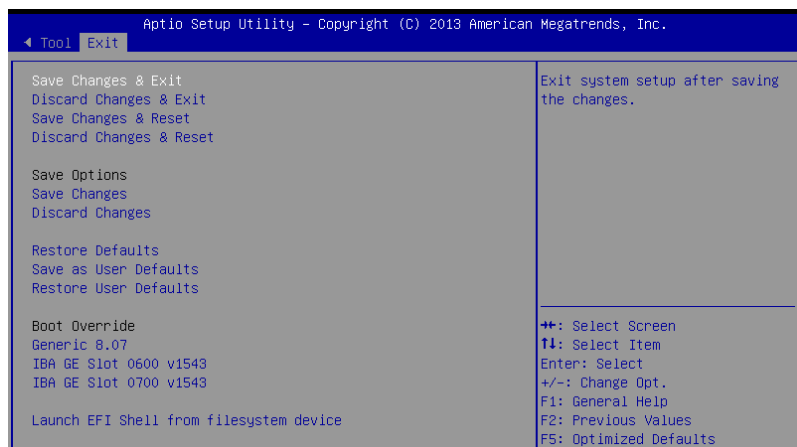 Aptio Setup Utility – Copyright (C) 2013 American Megatrends, Inc.
Tool Exit
Save Changes & Exit
Discard Changes & Exit
Save Changes & Reset
Discard Changes & Reset
Save Options
Save Changes
Discard Changes
Restore Defaults
Save as User Defaults
Restore User Defaults
Boot Override
Generic 8.07
IBA GE Slot 0600 v1543
IBA GE Slot 0700 v1543
Launch EFI Shell from filesystem device
Exit system setup after saving
the changes.
→←: Select Screen
↑↓: Select Item
Enter: Select
+/-: Change Opt.
F1: General Help
F2: Previous Values
F5: Optimized Defaults